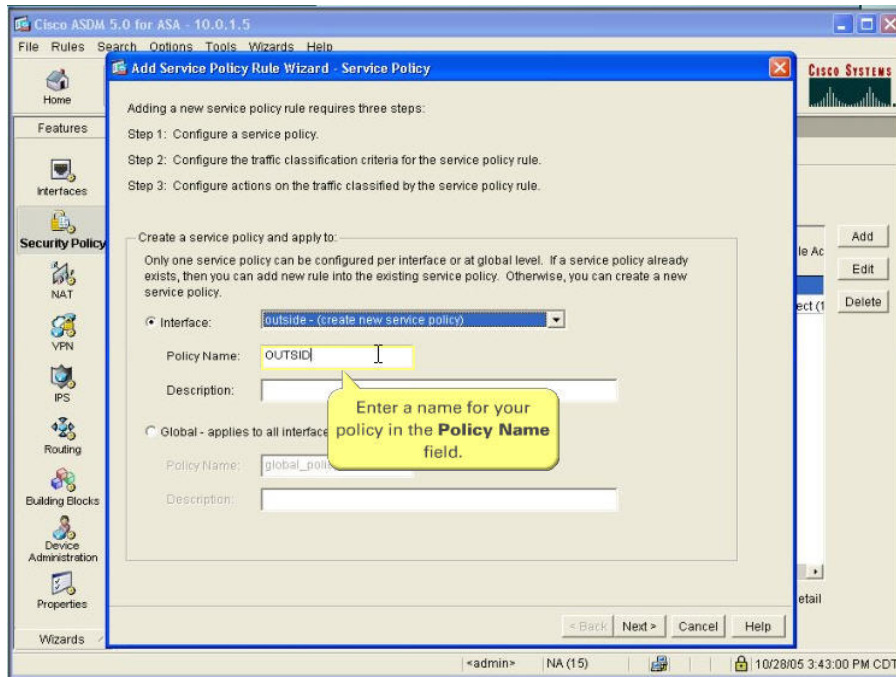 Cisco ASDM 5.0 for ASA - 10.0.1.5
File Rules Search Options Tools Wizards Help
Home
CISCO SYSTEMS
Features
Interfaces
Security Policy
NAT
VPN
IPS
Routing
Building Blocks
Device
Administration
Properties
Wizards
Add Service Policy Rule Wizard - Service Policy
Adding a new service policy rule requires three steps:
Step 1: Configure a service policy.
Step 2: Configure the traffic classification criteria for the service policy rule.
Step 3: Configure actions on the traffic classified by the service policy rule.
Create a service policy and apply to:
Only one service policy can be configured per interface or at global level. If a service policy already
exists, then you can add new rule into the existing service policy. Otherwise, you can create a new
service policy.
Interface: outside - (create new service policy)
Policy Name: OUTSID
Description:
Enter a name for your
policy in the Policy Name
field.
Global - applies to all interface
Policy Name: global_poli
Description:
< Back Next > Cancel Help
le Ac
ect (1
Add
Edit
Delete
etail
<admin> NA (15) 10/28/05 3:43:00 PM CDT